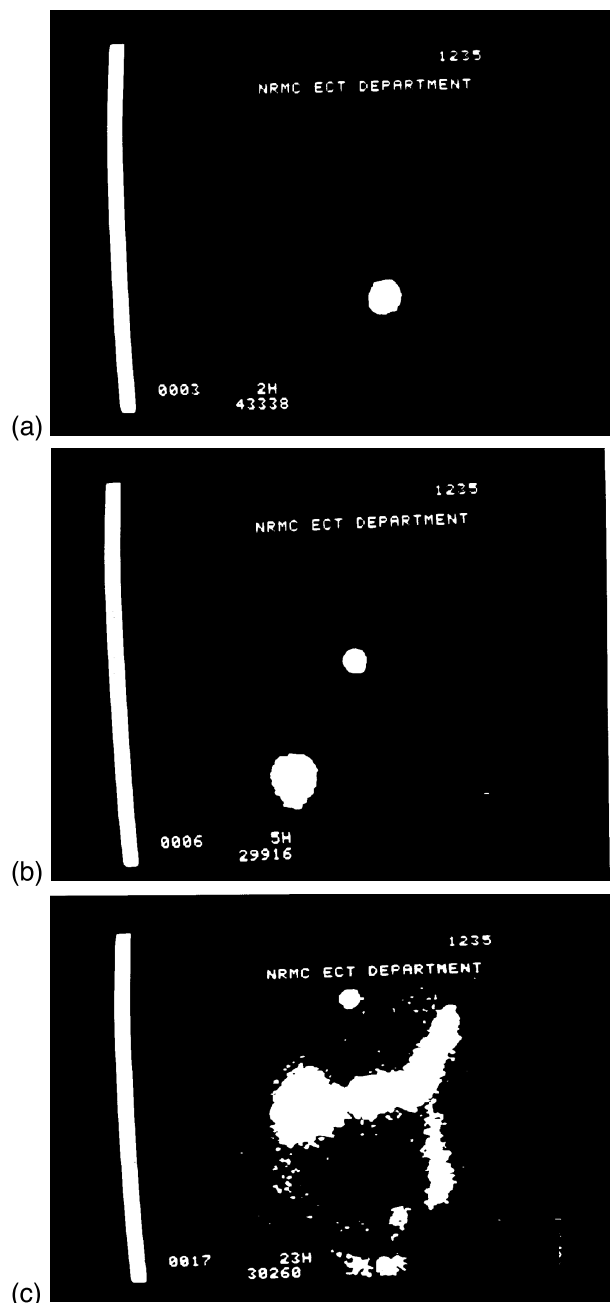 1235
NRMC ECT DEPARTMENT
0003 2H
43338
(a)
1235
NRMC ECT DEPARTMENT
0006 5H
29916
(b)
1235
NRMC ECT DEPARTMENT
0017 23H
30260
(c)